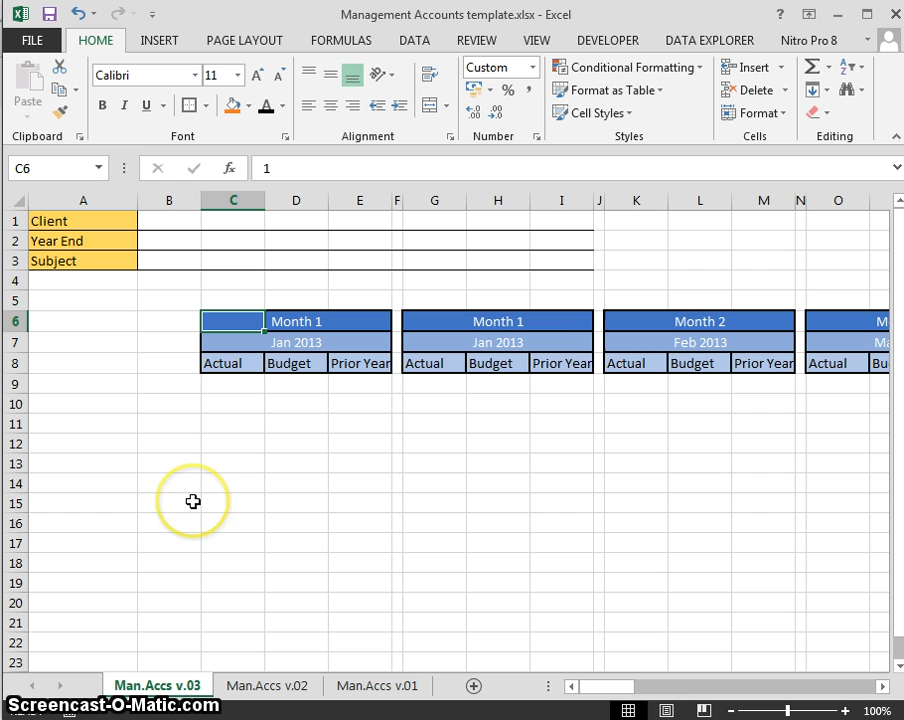 Management Accounts template.xlsx - Excel
FILE HOME INSERT PAGE LAYOUT FORMULAS DATA REVIEW VIEW DEVELOPER DATA EXPLORER Nitro Pro 8
Calibri 11 Custom Conditional Formatting Insert
Paste B I U A % Format as Table Delete
Cell Styles Format
Clipboard Font Alignment Number Styles Cells Editing
C6 fx 1
A B C D E F G H I J K L M N O
1 Client
2 Year End
3 Subject
4
5
6 Month 1 Month 1 Month 2 M
7 Jan 2013 Jan 2013 Feb 2013 Ma
8 Actual Budget Prior Year Actual Budget Prior Year Actual Budget Prior Year Actual Bu
9
10
11
12
13
14
15
16
17
18
19
20
21
22
23
Man.Accs v.03 Man.Accs v.02 Man.Accs v.01
Screencast-O-Matic.com
100%